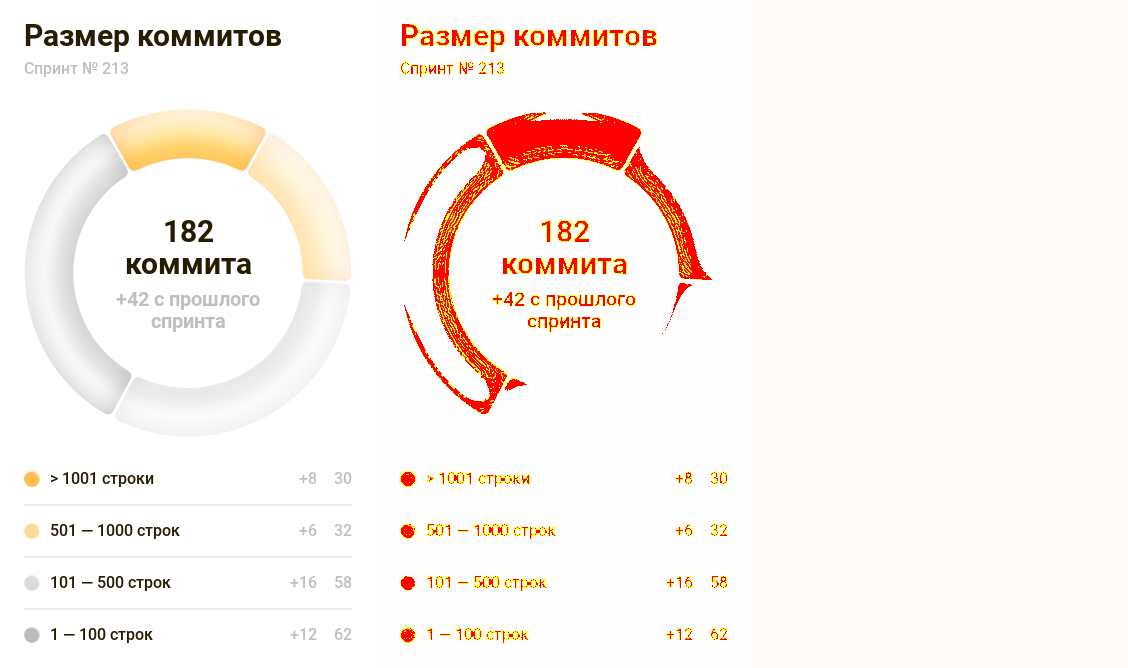 Размер коммитов
Спринт № 213
182
коммита
+42 с прошлого
спринта
> 1001 строки +8 30
501 — 1000 строк +6 32
101 — 500 строк +16 58
1 — 100 строк +12 62
Размер коммитов
Спринт № 213
182
коммита
+42 с прошлого
спринта
> 1001 строки +8 30
501 — 1000 строк +6 32
101 — 500 строк +16 58
1 — 100 строк +12 62